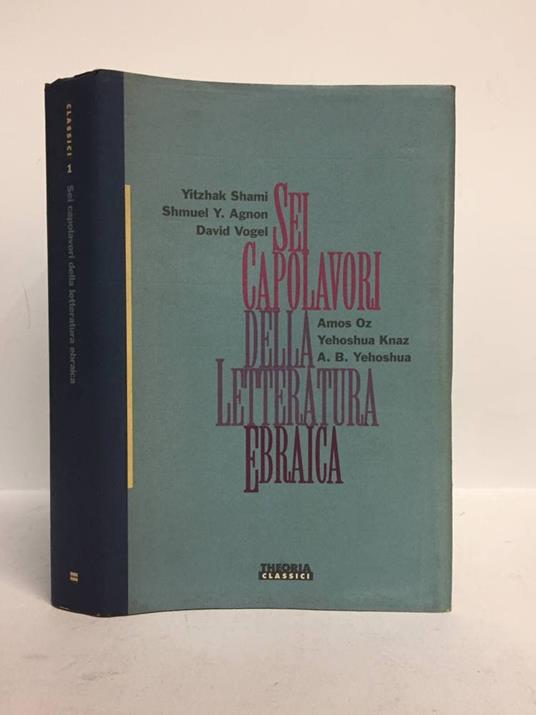 CLASSICI 1
Sei capolavori della letteratura ebraica
Yitzhak Shami
Shmuel Y. Agnon
David Vogel
SEI
CAPOLAVORI
DELLA
LETTERATURA
EBRAICA
Amos Oz
Yehoshua Knaz
A. B. Yehoshua
THEORIA
CLASSICI